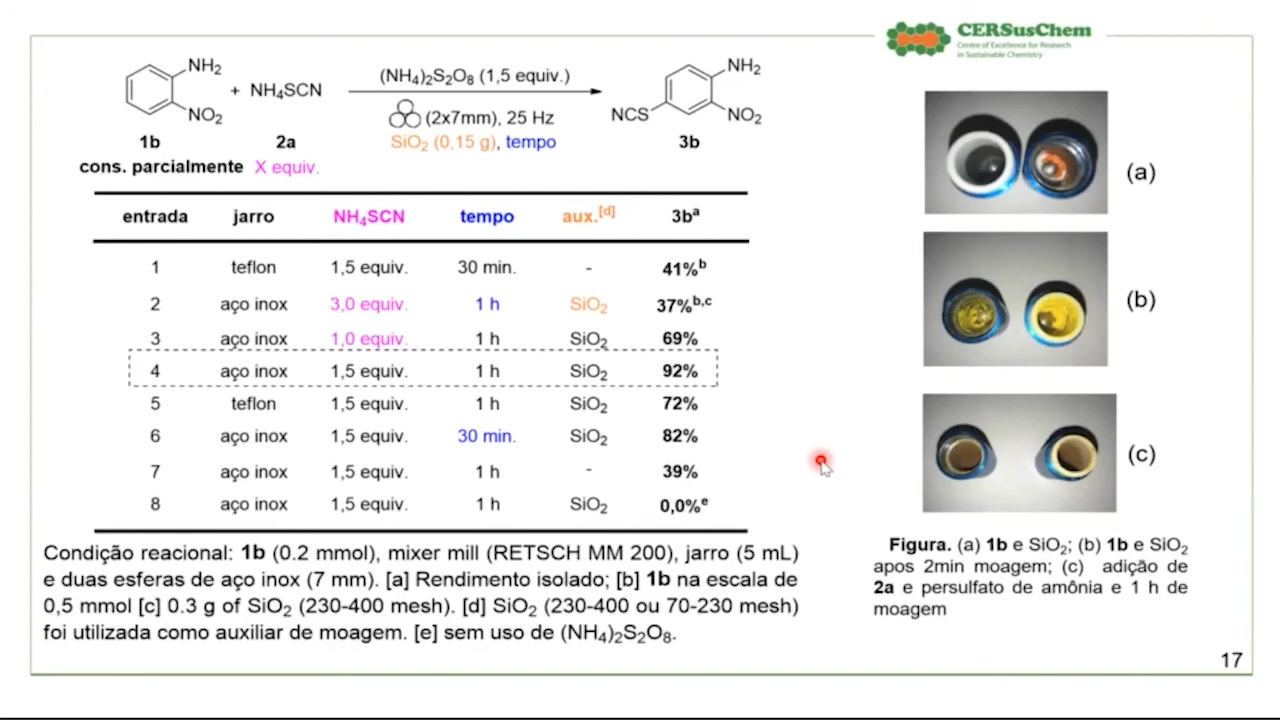 CERSusChem
Centre of Excellence for Research
in Sustainable Chemistry
NH₂
NO₂
1b
cons. parcialmente
+ NH₄SCN
2a
X equiv.
(NH₄)₂S₂O₈ (1,5 equiv.)
(2x7mm), 25 Hz
SiO₂ (0,15 g), tempo
NH₂
NCS
NO₂
3b
entrada jarro NH₄SCN tempo aux.[d] 3bᵃ
1 teflon 1,5 equiv. 30 min. - 41%ᵇ
2 aço inox 3,0 equiv. 1 h SiO₂ 37%ᵇ,ᶜ
3 aço inox 1,0 equiv. 1 h SiO₂ 69%
4 aço inox 1,5 equiv. 1 h SiO₂ 92%
5 teflon 1,5 equiv. 1 h SiO₂ 72%
6 aço inox 1,5 equiv. 30 min. SiO₂ 82%
7 aço inox 1,5 equiv. 1 h - 39%
8 aço inox 1,5 equiv. 1 h SiO₂ 0,0%ᵉ
Condição reacional: 1b (0.2 mmol), mixer mill (RETSCH MM 200), jarro (5 mL)
e duas esferas de aço inox (7 mm). [a] Rendimento isolado; [b] 1b na escala de
0,5 mmol [c] 0.3 g of SiO₂ (230-400 mesh). [d] SiO₂ (230-400 ou 70-230 mesh)
foi utilizada como auxiliar de moagem. [e] sem uso de (NH₄)₂S₂O₈.
(a)
(b)
(c)
Figura. (a) 1b e SiO₂; (b) 1b e SiO₂
apos 2min moagem; (c) adição de
2a e persulfato de amônia e 1 h de
moagem
17